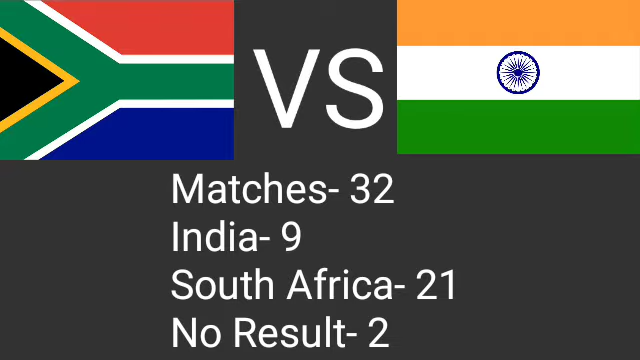 VS
Matches- 32
India- 9
South Africa- 21
No Result- 2